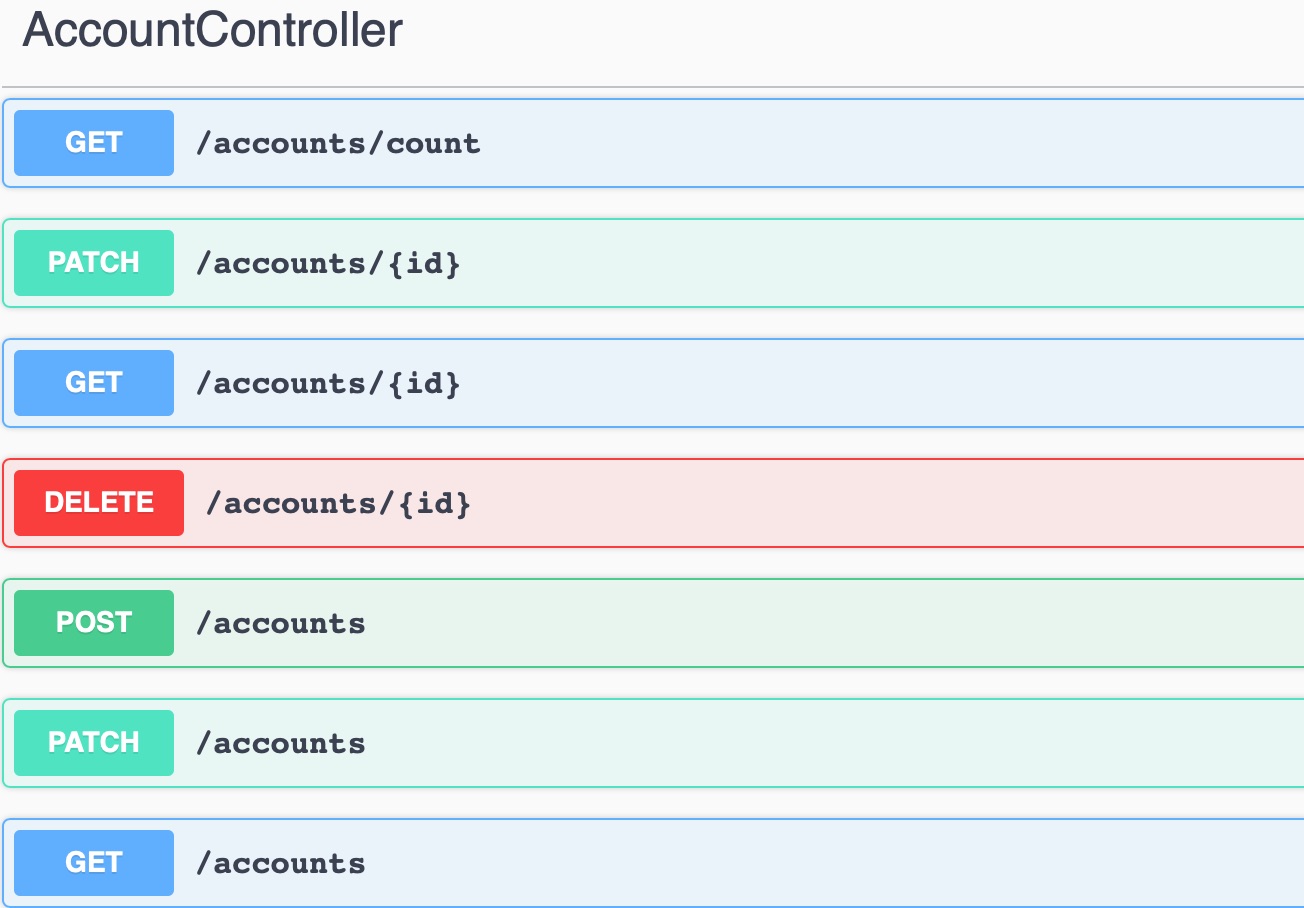 AccountController
GET /accounts/count
PATCH /accounts/{id}
GET /accounts/{id}
DELETE /accounts/{id}
POST /accounts
PATCH /accounts
GET /accounts